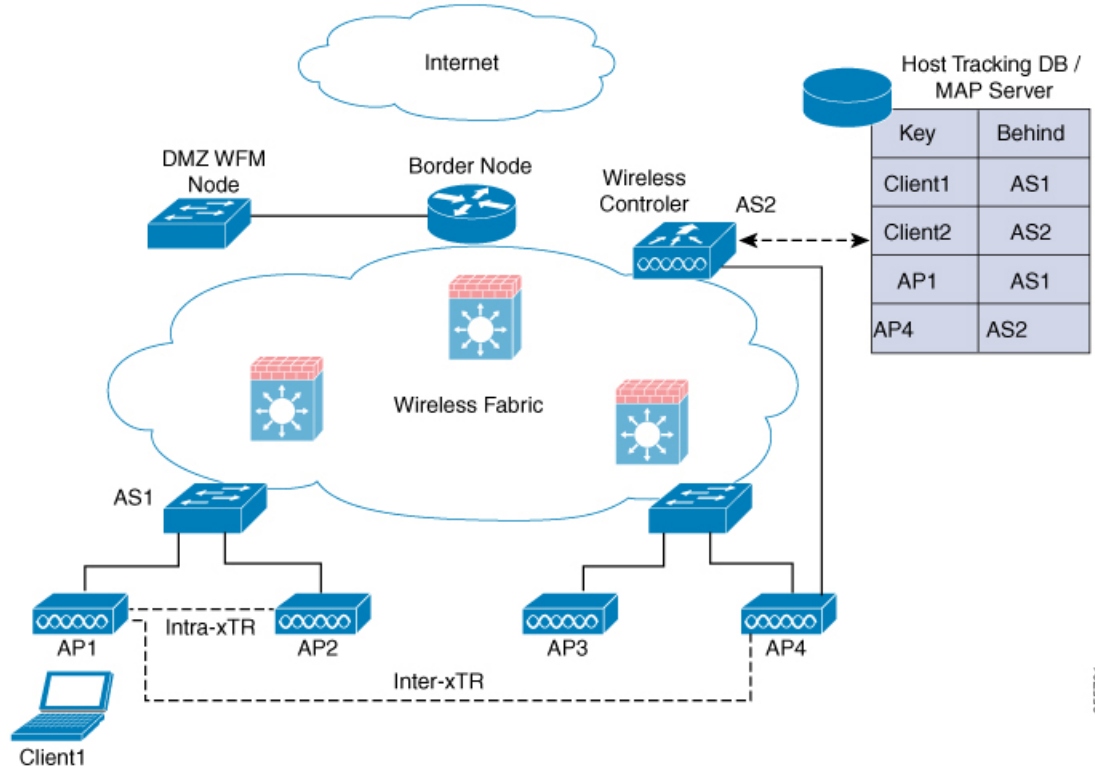 Internet
Host Tracking DB /
MAP Server
Key Behind
Client1 AS1
Client2 AS2
AP1 AS1
AP4 AS2
DMZ WFM
Node
Border Node
Wireless
Controler
AS2
Wireless Fabric
AS1
Intra-xTR
AP1
AP2
AP3
AP4
Inter-xTR
Client1